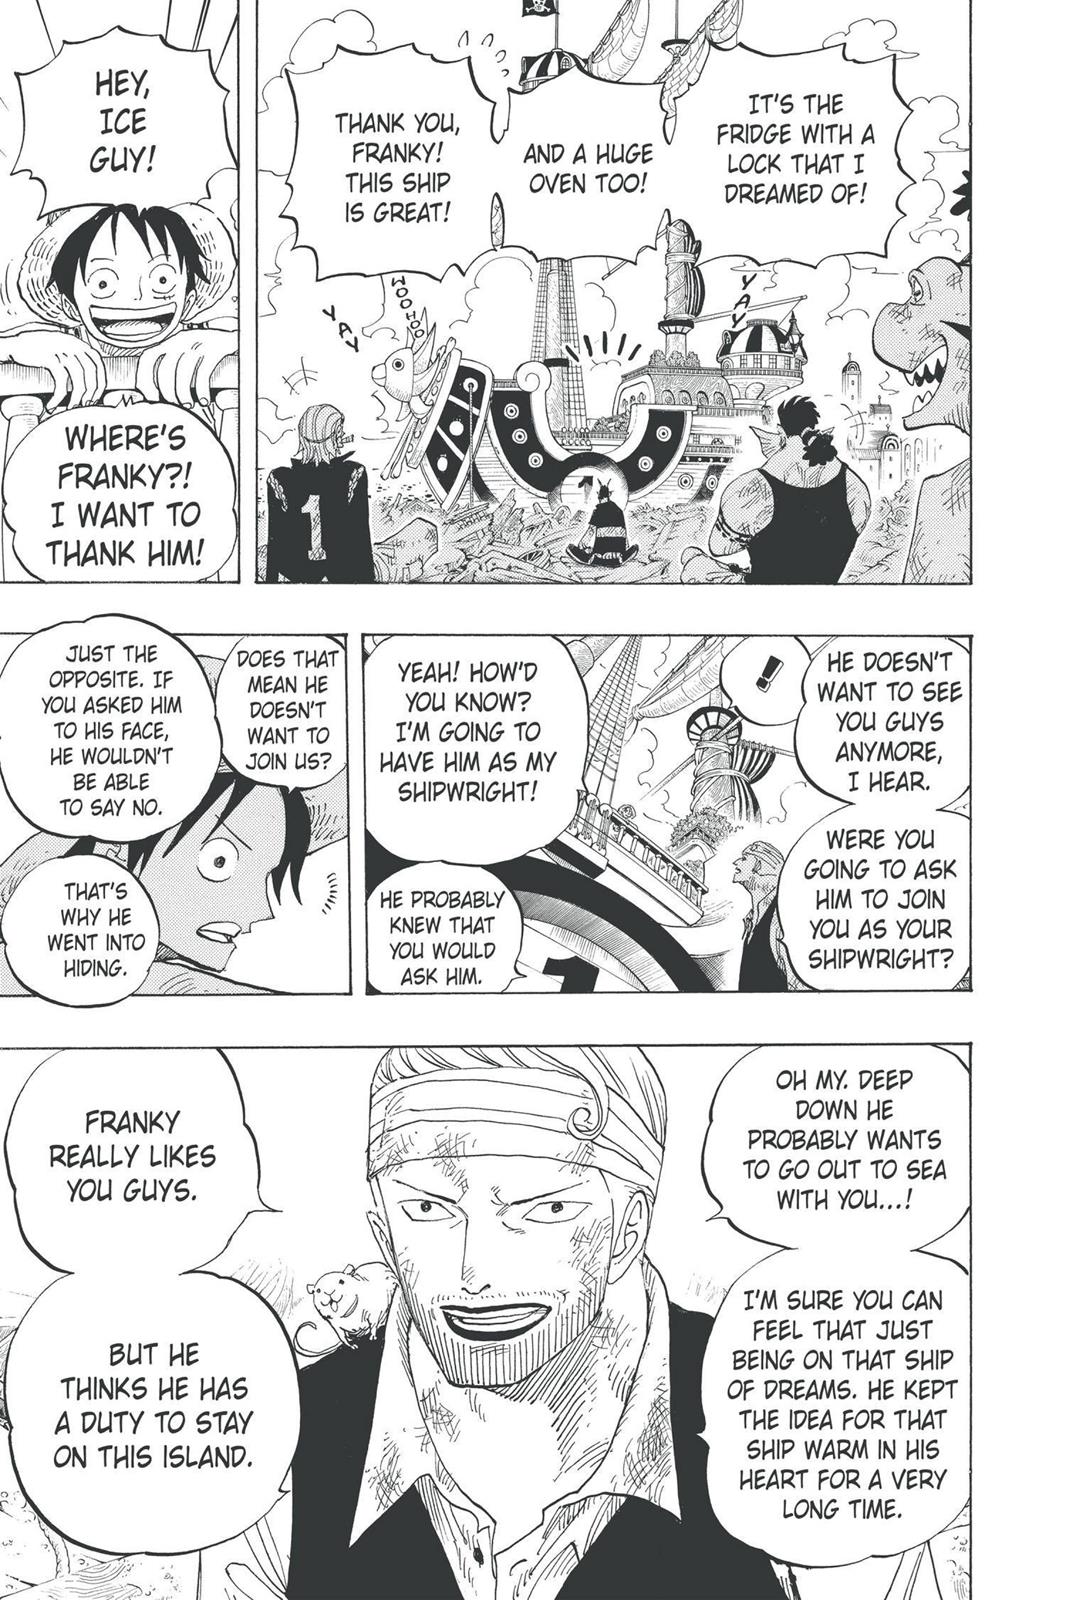 IT'S THE
FRIDGE WITH A
LOCK THAT I
DREAMED OF!
AND A HUGE
OVEN TOO!
THANK YOU,
FRANKY!
THIS SHIP
IS GREAT!
YAY
WOOHOO
YAY
1
1
HEY,
ICE
GUY!
WHERE'S
FRANKY?!
I WANT TO
THANK HIM!
HE DOESN'T
WANT TO SEE
YOU GUYS
ANYMORE,
I HEAR.
!
WERE YOU
GOING TO ASK
HIM TO JOIN
YOU AS YOUR
SHIPWRIGHT?
YEAH! HOW'D
YOU KNOW?
I'M GOING TO
HAVE HIM AS MY
SHIPWRIGHT!
HE PROBABLY
KNEW THAT
YOU WOULD
ASK HIM.
1
DOES THAT
MEAN HE
DOESN'T
WANT TO
JOIN US?
JUST THE
OPPOSITE. IF
YOU ASKED HIM
TO HIS FACE,
HE WOULDN'T
BE ABLE
TO SAY NO.
THAT'S
WHY HE
WENT INTO
HIDING.
OH MY. DEEP
DOWN HE
PROBABLY WANTS
TO GO OUT TO SEA
WITH YOU...!
I'M SURE YOU CAN
FEEL THAT JUST
BEING ON THAT SHIP
OF DREAMS. HE KEPT
THE IDEA FOR THAT
SHIP WARM IN HIS
HEART FOR A VERY
LONG TIME.
FRANKY
REALLY LIKES
YOU GUYS.
BUT HE
THINKS HE HAS
A DUTY TO STAY
ON THIS ISLAND.